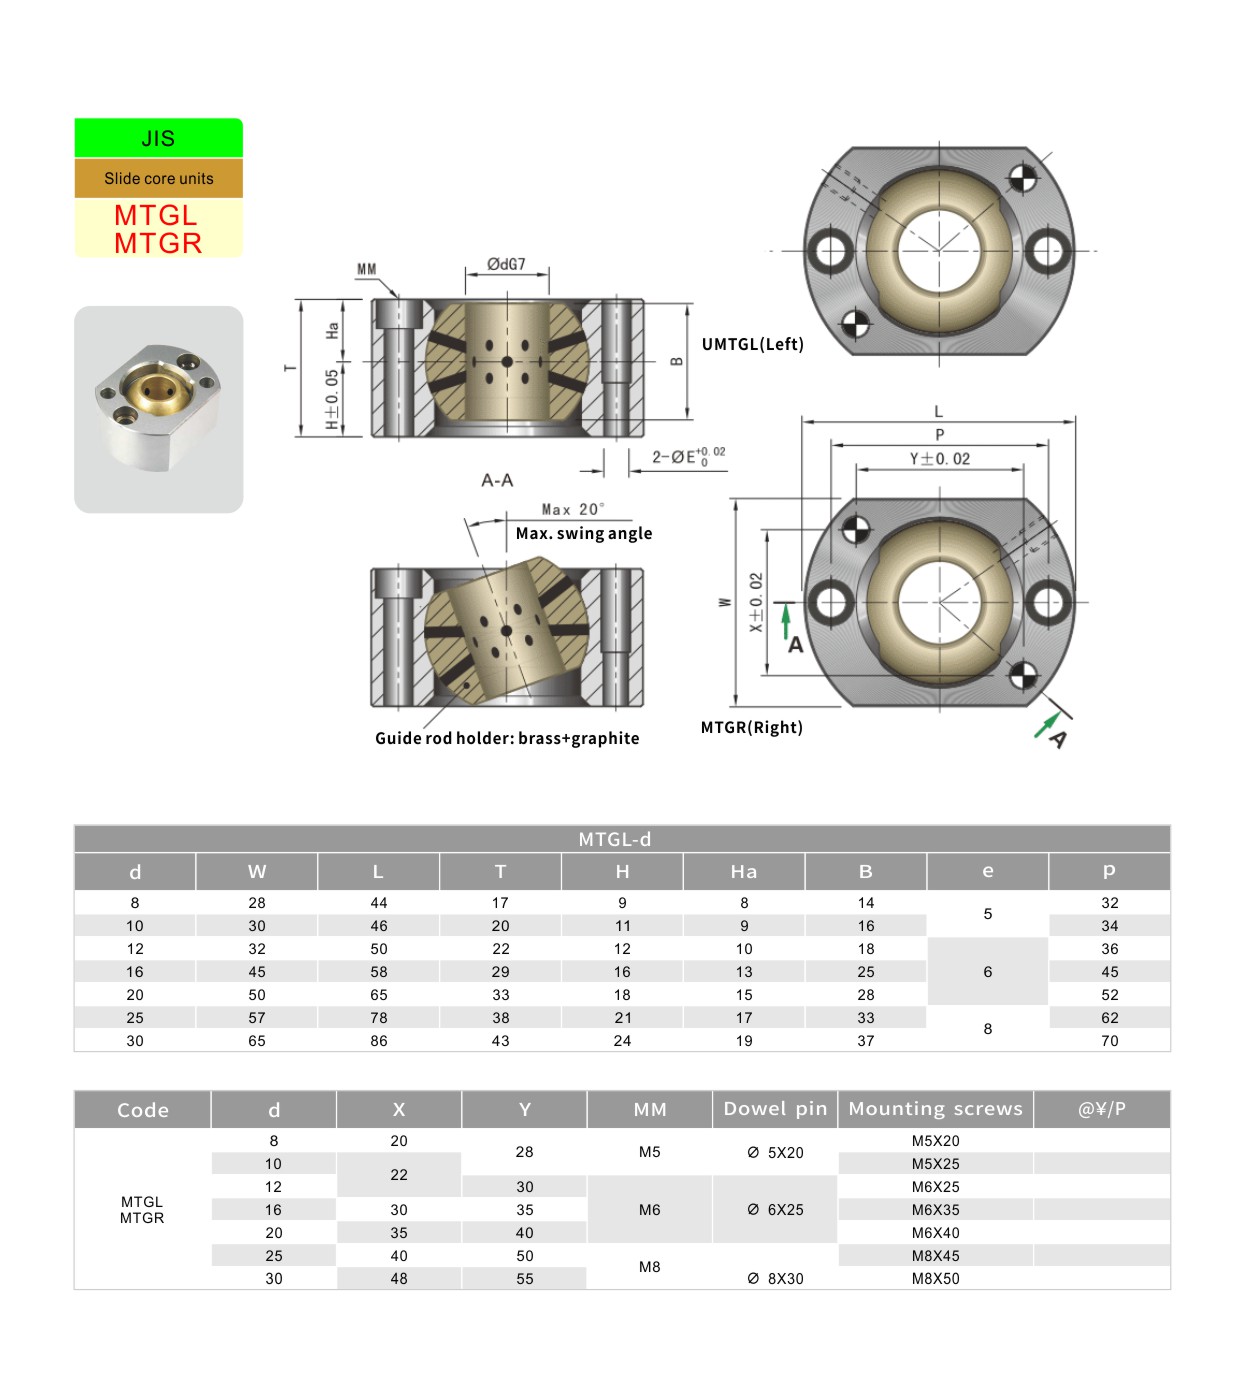 JIS
Slide core units
MTGL
MTGR
MM
ØdG7
T
Ha
H±0.05
B
2-ØE+0.02 0
A-A
UMTGL(Left)
Max 20°
Max. swing angle
Guide rod holder: brass+graphite
L
P
Y±0.02
W
X±0.02
A
A
MTGR(Right)
MTGL-d
d W L T H Ha B e p
8 28 44 17 9 8 14 5 32
10 30 46 20 11 9 16 34
12 32 50 22 12 10 18 6 36
16 45 58 29 16 13 25 45
20 50 65 33 18 15 28 52
25 57 78 38 21 17 33 8 62
30 65 86 43 24 19 37 70
Code d X Y MM Dowel pin Mounting screws @¥/P
MTGL
MTGR
8 20 28 M5 Ø 5X20 M5X20
10 22 M5X25
12 30 M6 Ø 6X25 M6X25
16 30 35 M6X35
20 35 40 M6X40
25 40 50 M8 Ø 8X30 M8X45
30 48 55 M8X50